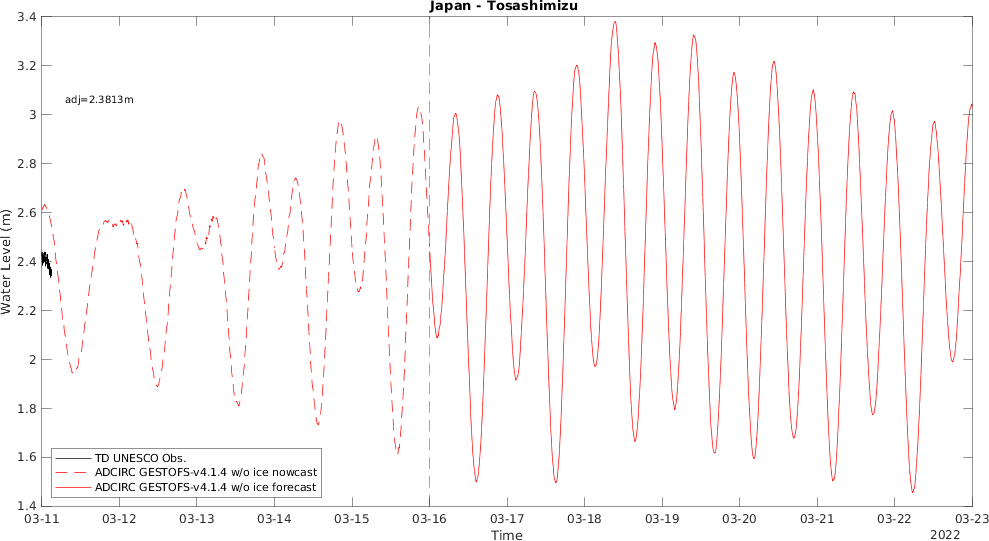 Japan - Tosashimizu
3.4
3.2
3
2.8
2.6
2.4
2.2
2
1.8
1.6
1.4
Water Level (m)
adj=2.3813m
TD UNESCO Obs.
ADCIRC GESTOFS-v4.1.4 w/o ice nowcast
ADCIRC GESTOFS-v4.1.4 w/o ice forecast
03-11 03-12 03-13 03-14 03-15 03-16 03-17 03-18 03-19 03-20 03-21 03-22 03-23
Time
2022